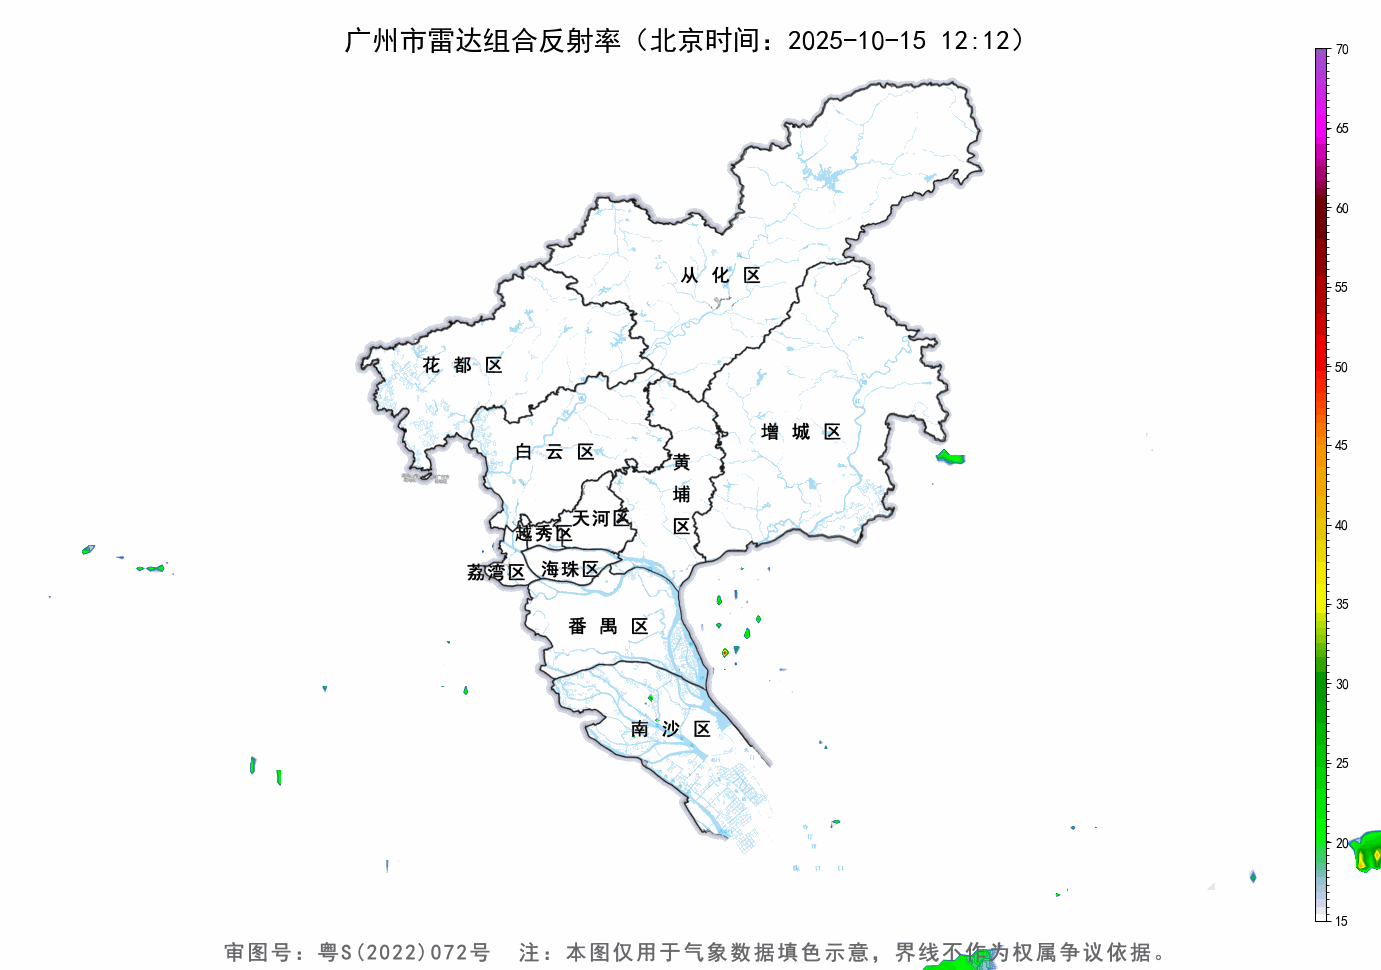 广州市雷达组合反射率（北京时间：2025-10-15 12:12）
70
65
60
55
50
45
40
35
30
25
20
15
从化区
花都区
增城区
白云区
黄埔区
天河区
越秀区
海珠区
荔湾区
番禺区
南沙区
审图号：粤S(2022)072号 注：本图仅用于气象数据填色示意，界线不作为权属争议依据。